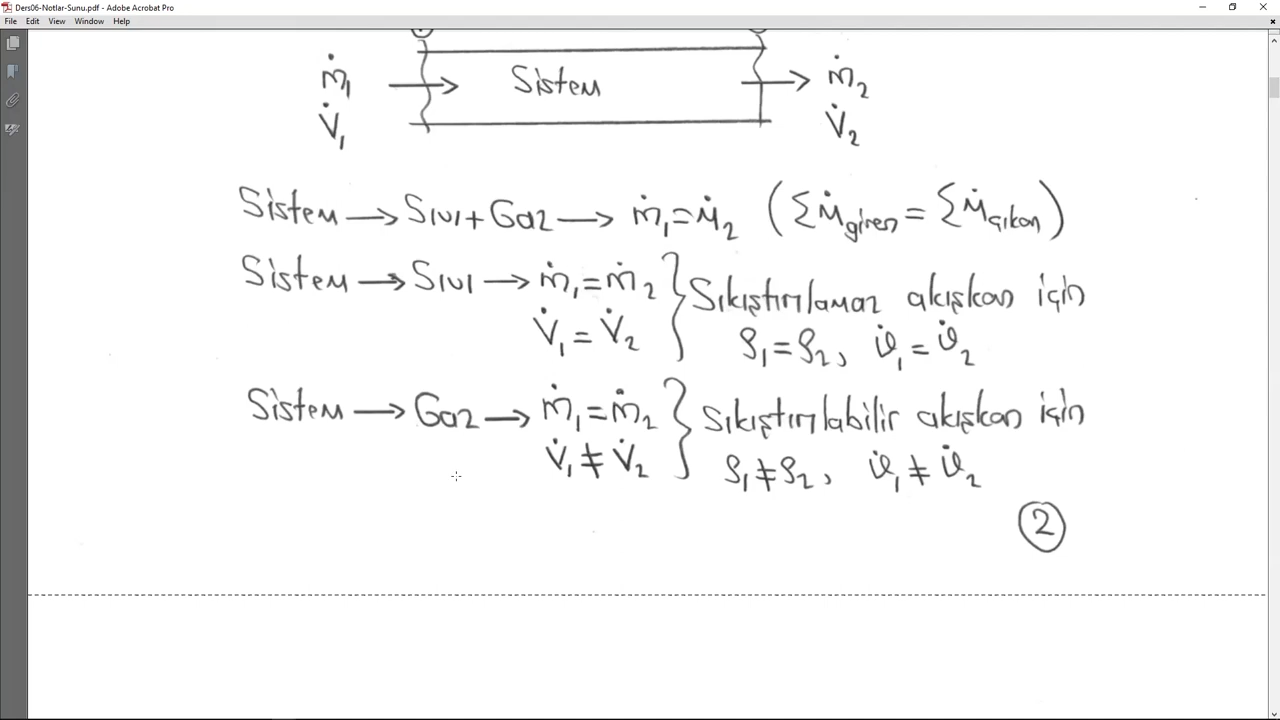 Ders06-Notlar-Sunu.pdf - Adobe Acrobat Pro
File Edit View Window Help
ṁ₁ → Sistem → ṁ₂
V̇₁ V̇₂
Sistem → Sıvı + Gaz → ṁ₁ = ṁ₂ (Σṁgiren = Σṁçıkan)
Sistem → Sıvı → ṁ₁ = ṁ₂ } Sıkıştırılamaz akışkan için
V̇₁ = V̇₂ ρ₁ = ρ₂, ϑ̇₁ = ϑ̇₂
Sistem → Gaz → ṁ₁ = ṁ₂ } Sıkıştırılabilir akışkan için
V̇₁ ≠ V̇₂ ρ₁ ≠ ρ₂, ϑ̇₁ ≠ ϑ̇₂
2